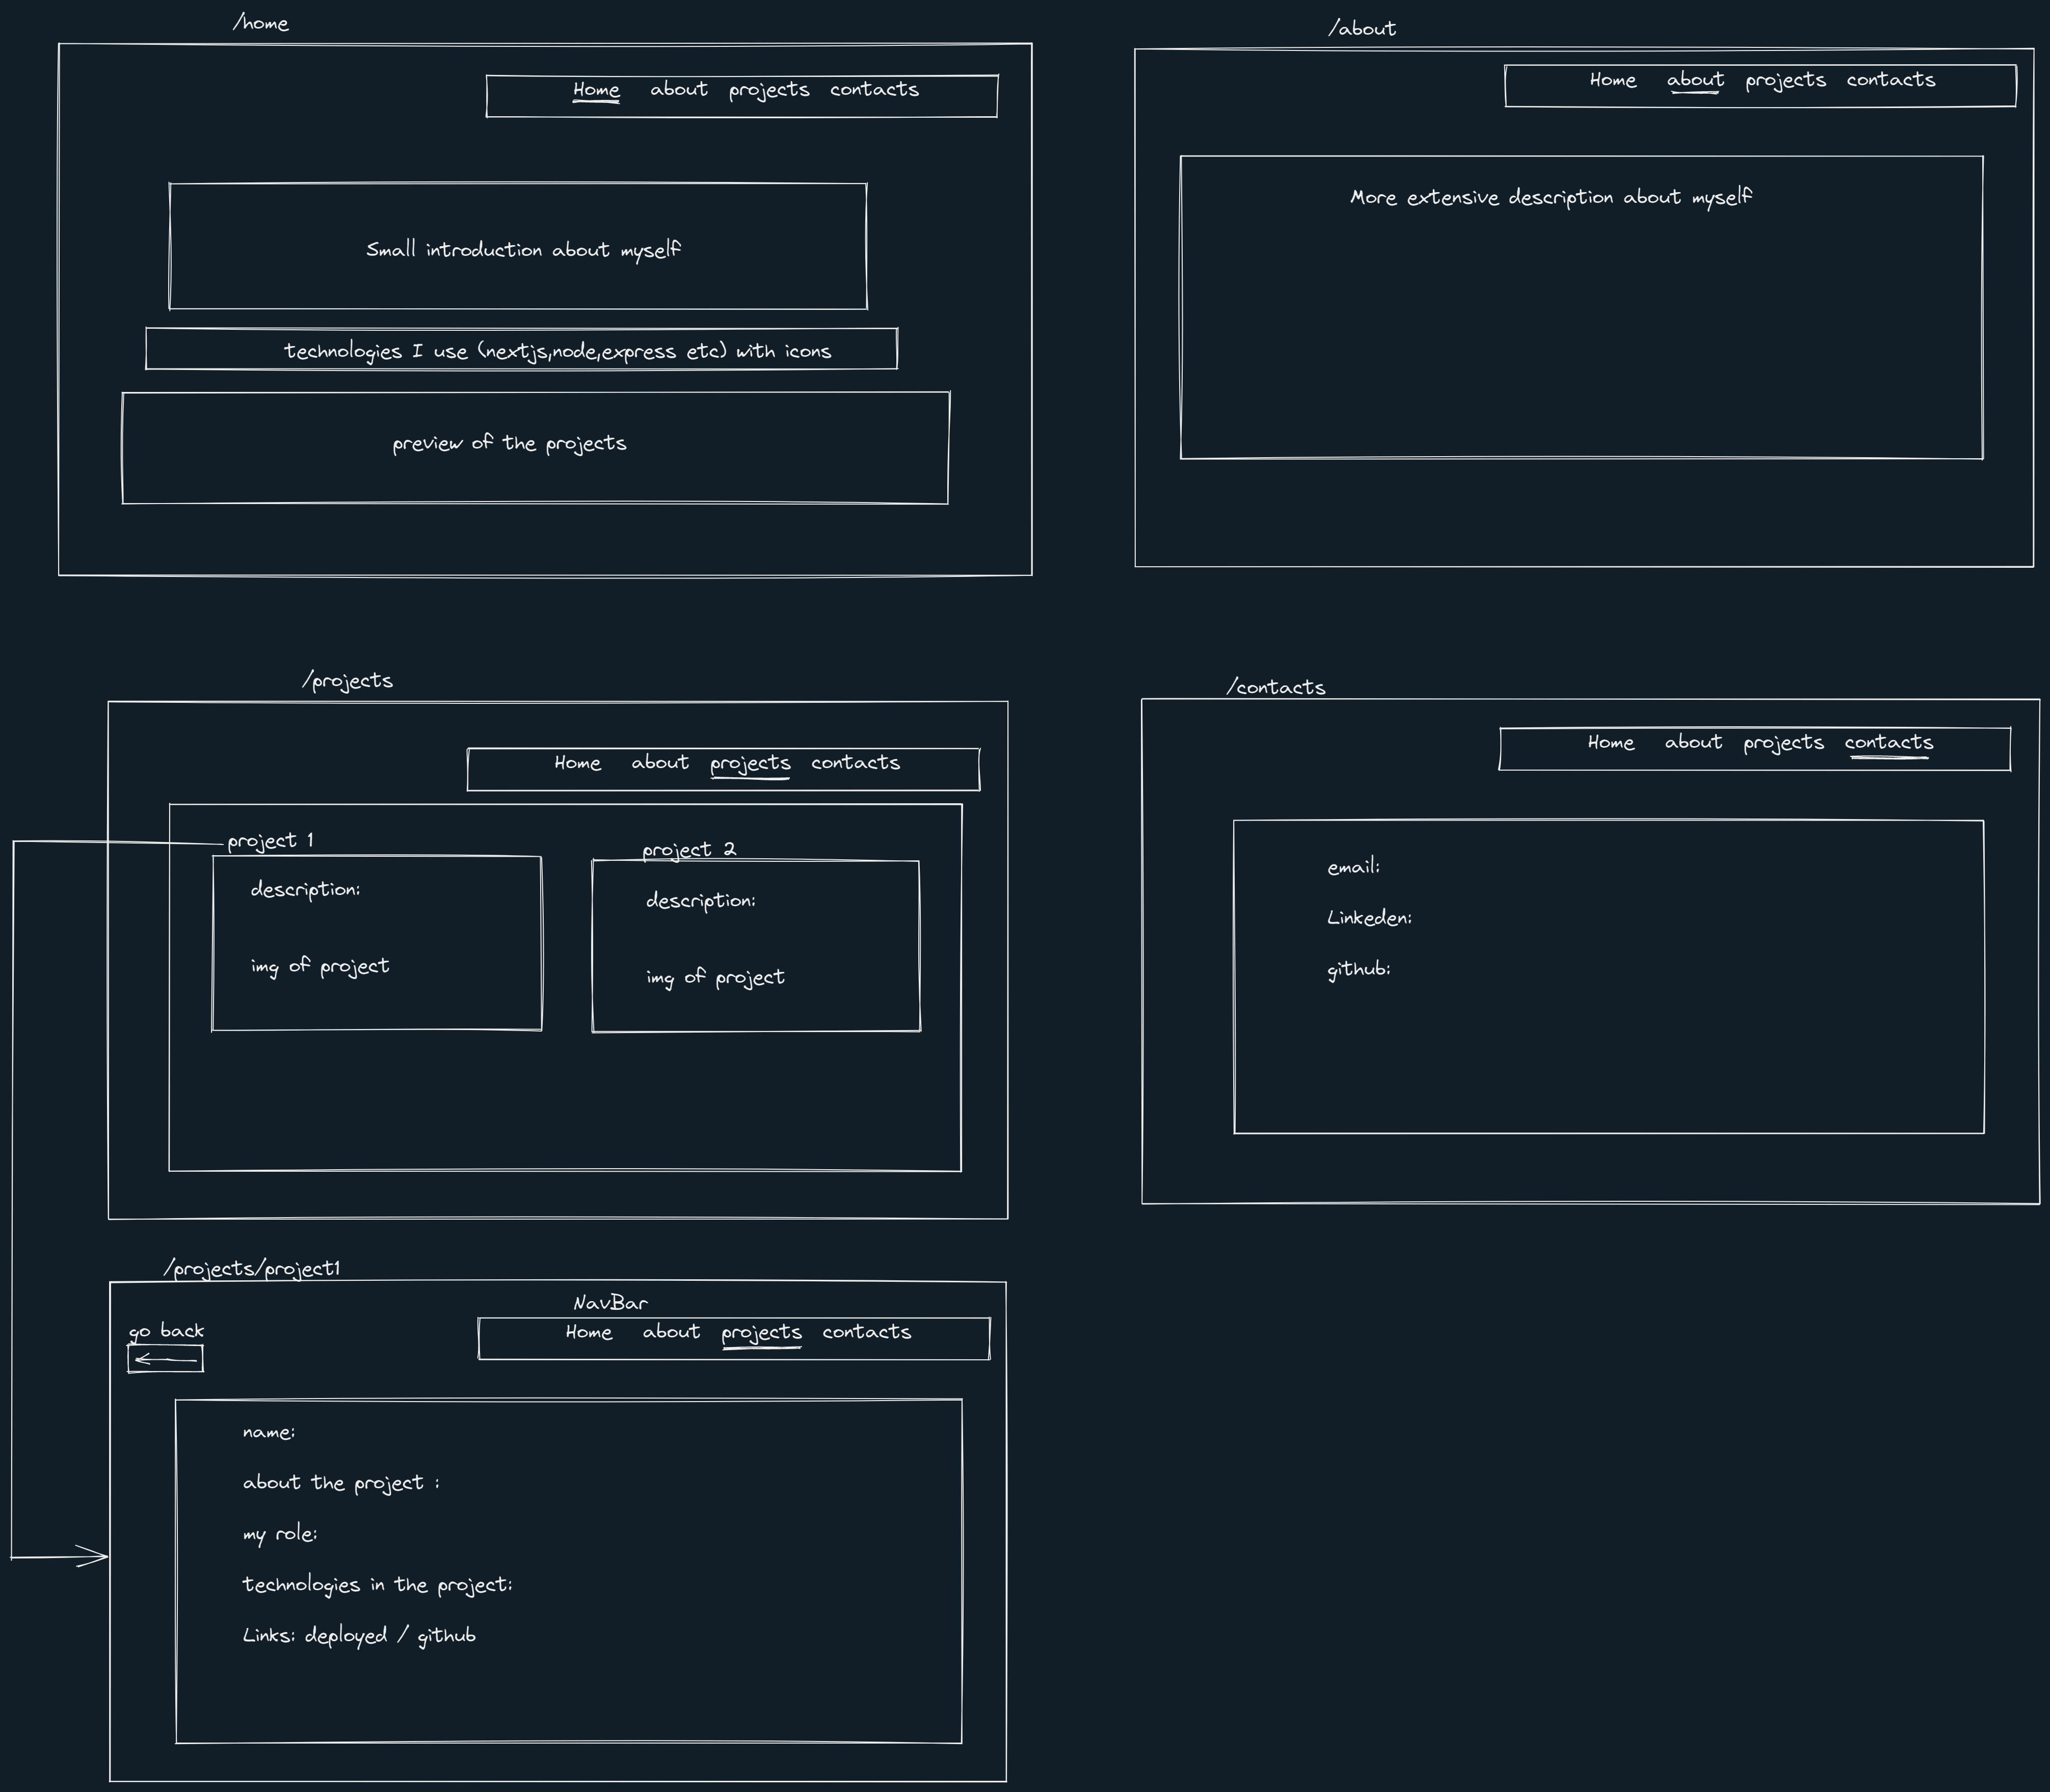 /home
Home about projects contacts
Small introduction about myself
technologies I use (nextjs,node,express etc) with icons
preview of the projects
/about
Home about projects contacts
More extensive description about myself
/projects
Home about projects contacts
project 1
description:
img of project
project 2
description:
img of project
/contacts
Home about projects contacts
email:
Linkeden:
github:
/projects/project1
NavBar
go back
Home about projects contacts
name:
about the project :
my role:
technologies in the project:
Links: deployed / github